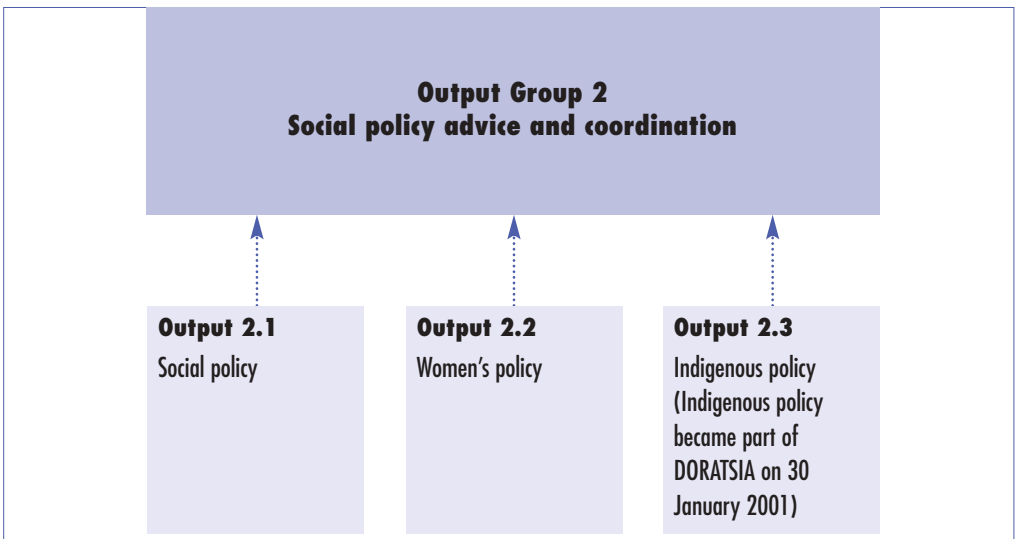 Output Group 2
Social policy advice and coordination
Output 2.1
Social policy
Output 2.2
Women’s policy
Output 2.3
Indigenous policy
(Indigenous policy
became part of
DORATSIA on 30
January 2001)